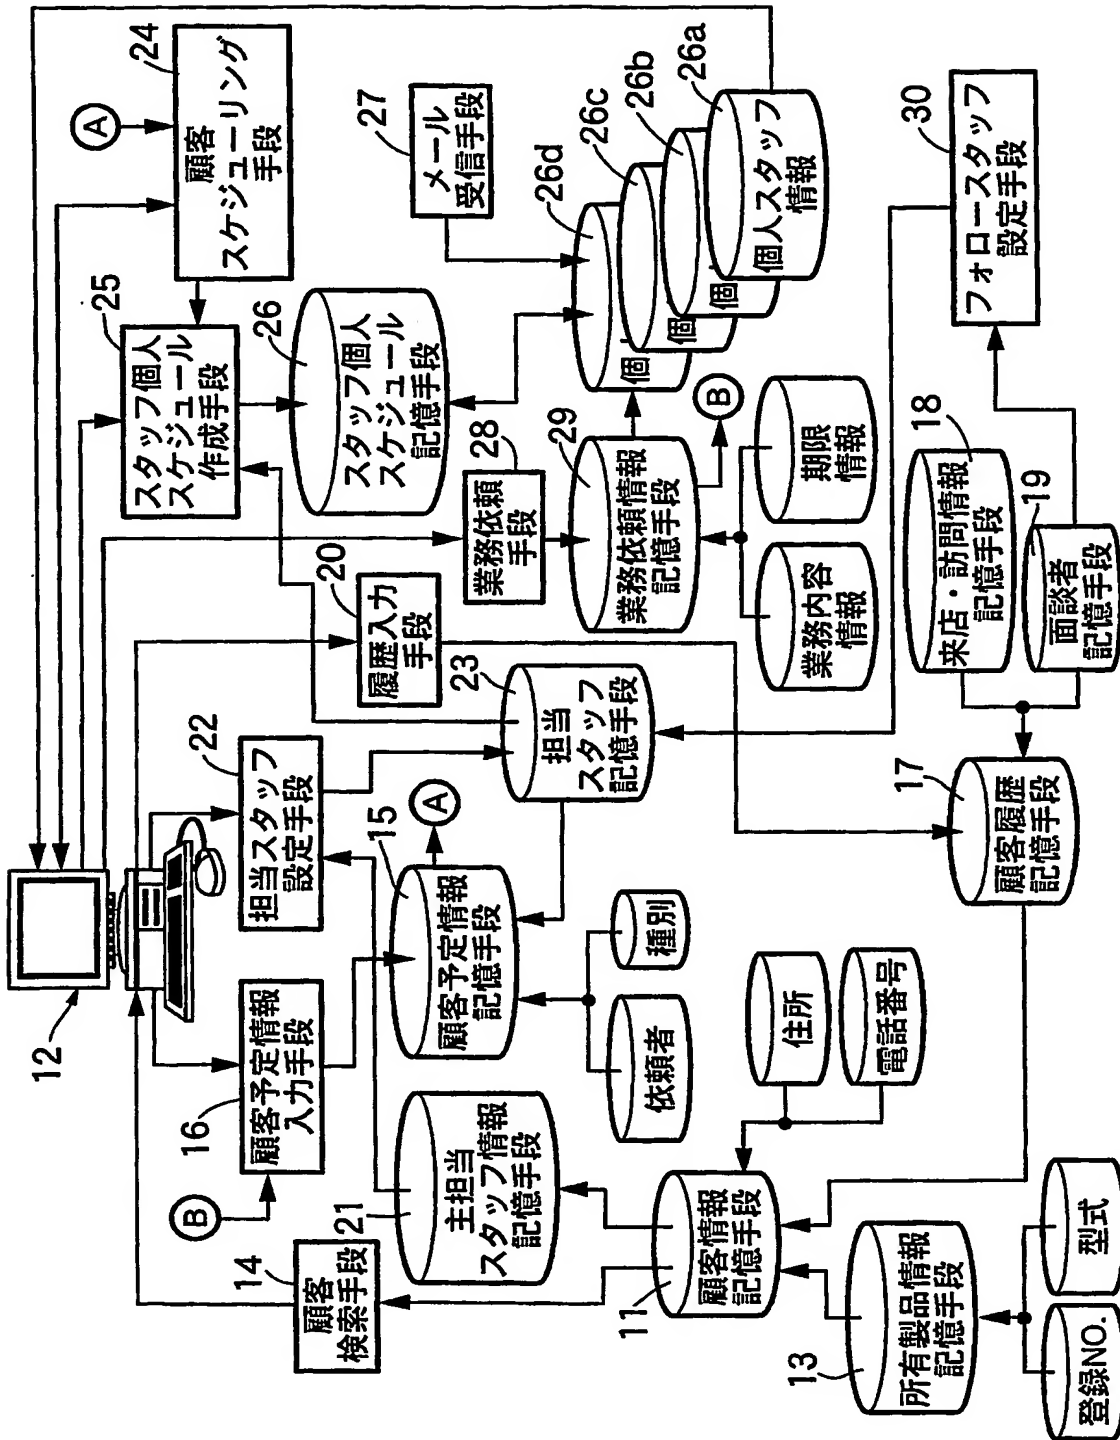 12
14
顧客
検索手段
B
16
顧客予定情報
入力手段
22
担当スタッフ
設定手段
20
履歴入力
手段
25
スタッフ個人
スケジュール
作成手段
24
顧客
スケジューリング
手段
A
21
主担当
スタッフ情報
記憶手段
15
顧客予定情報
記憶手段
A
23
担当
スタッフ
記憶手段
28
業務依頼
手段
26
スタッフ個人
スケジュール
記憶手段
27
メール
受信手段
依頼者
種別
29
業務依頼情報
記憶手段
B
26d
個
26c
個
26b
個
26a
個人スタッフ
情報
業務内容
情報
期限
情報
11
顧客情報
記憶手段
住所
電話番号
13
所有製品情報
記憶手段
登録NO.
型式
17
顧客履歴
記憶手段
18
来店・訪問情報
記憶手段
19
面談者
記憶手段
30
フォロースタッフ
設定手段